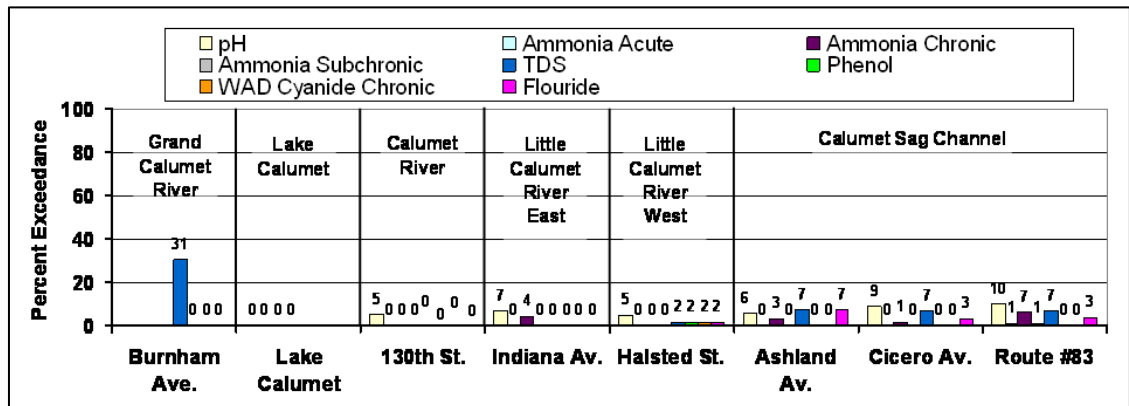 pH Ammonia Acute Ammonia Chronic
Ammonia Subchronic TDS Phenol
WAD Cyanide Chronic Flouride
Percent Exceedance
100
80
60
40
20
0
Grand
Calumet
River
Lake
Calumet
Calumet
River
Little
Calumet
River
East
Little
Calumet
River
West
Calumet Sag Channel
31
0 0 0
0 0 0 0
5 0 0 0 0 0 0 0
7 0 4 0 0 0 0 0
5 0 0 0 2 2 2 2
6 0 3 0 7 0 0 7
9 0 1 0 7 0 0 3
10 1 7 1 7 0 0 3
Burnham
Ave.
Lake
Calumet
130th St.
Indiana Av.
Halsted St.
Ashland
Av.
Cicero Av.
Route #83